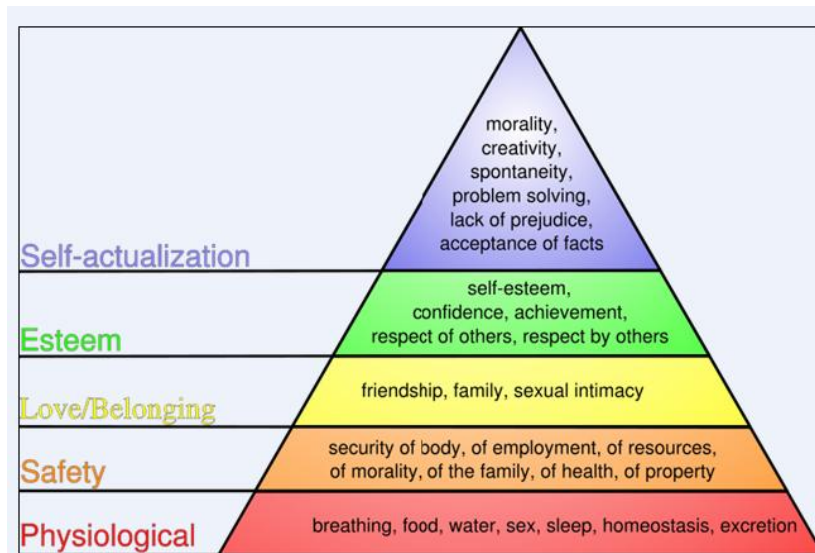 morality,
creativity,
spontaneity,
problem solving,
lack of prejudice,
acceptance of facts
Self-actualization
self-esteem,
confidence, achievement,
respect of others, respect by others
Esteem
friendship, family, sexual intimacy
Love/Belonging
security of body, of employment, of resources,
of morality, of the family, of health, of property
Safety
breathing, food, water, sex, sleep, homeostasis, excretion
Physiological